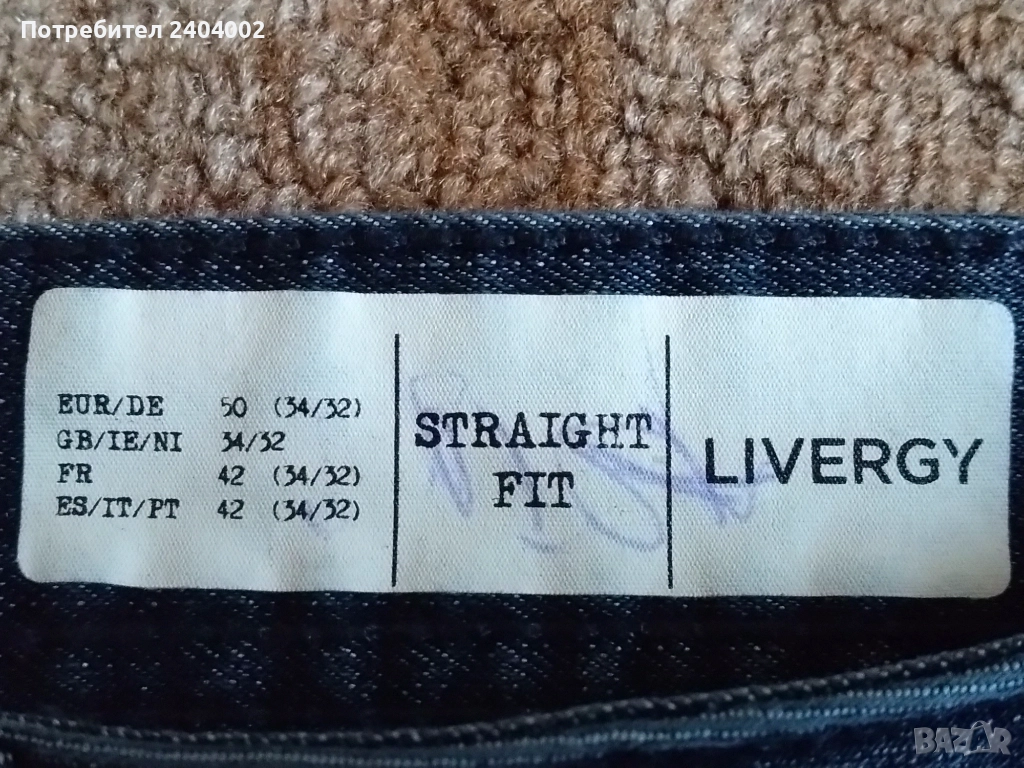 Потребител 2404002
EUR/DE 50 (34/32)
GB/IE/NI 34/32
FR 42 (34/32)
ES/IT/PT 42 (34/32)
STRAIGHT
FIT
LIVERGY
BAZAR